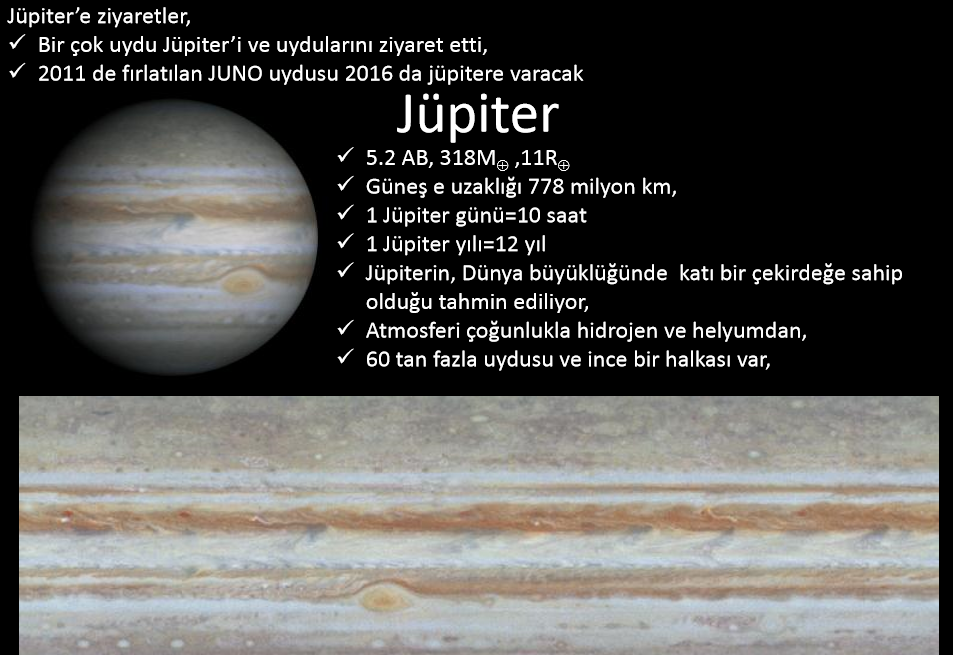 Jüpiter’e ziyaretler,
✓ Bir çok uydu Jüpiter’i ve uydularını ziyaret etti,
✓ 2011 de fırlatılan JUNO uydusu 2016 da jüpitere varacak
Jüpiter
✓ 5.2 AB, 318M⊕ ,11R⊕
✓ Güneş e uzaklığı 778 milyon km,
✓ 1 Jüpiter günü=10 saat
✓ 1 Jüpiter yılı=12 yıl
✓ Jüpiterin, Dünya büyüklüğünde katı bir çekirdeğe sahip
olduğu tahmin ediliyor,
✓ Atmosferi çoğunlukla hidrojen ve helyumdan,
✓ 60 tan fazla uydusu ve ince bir halkası var,